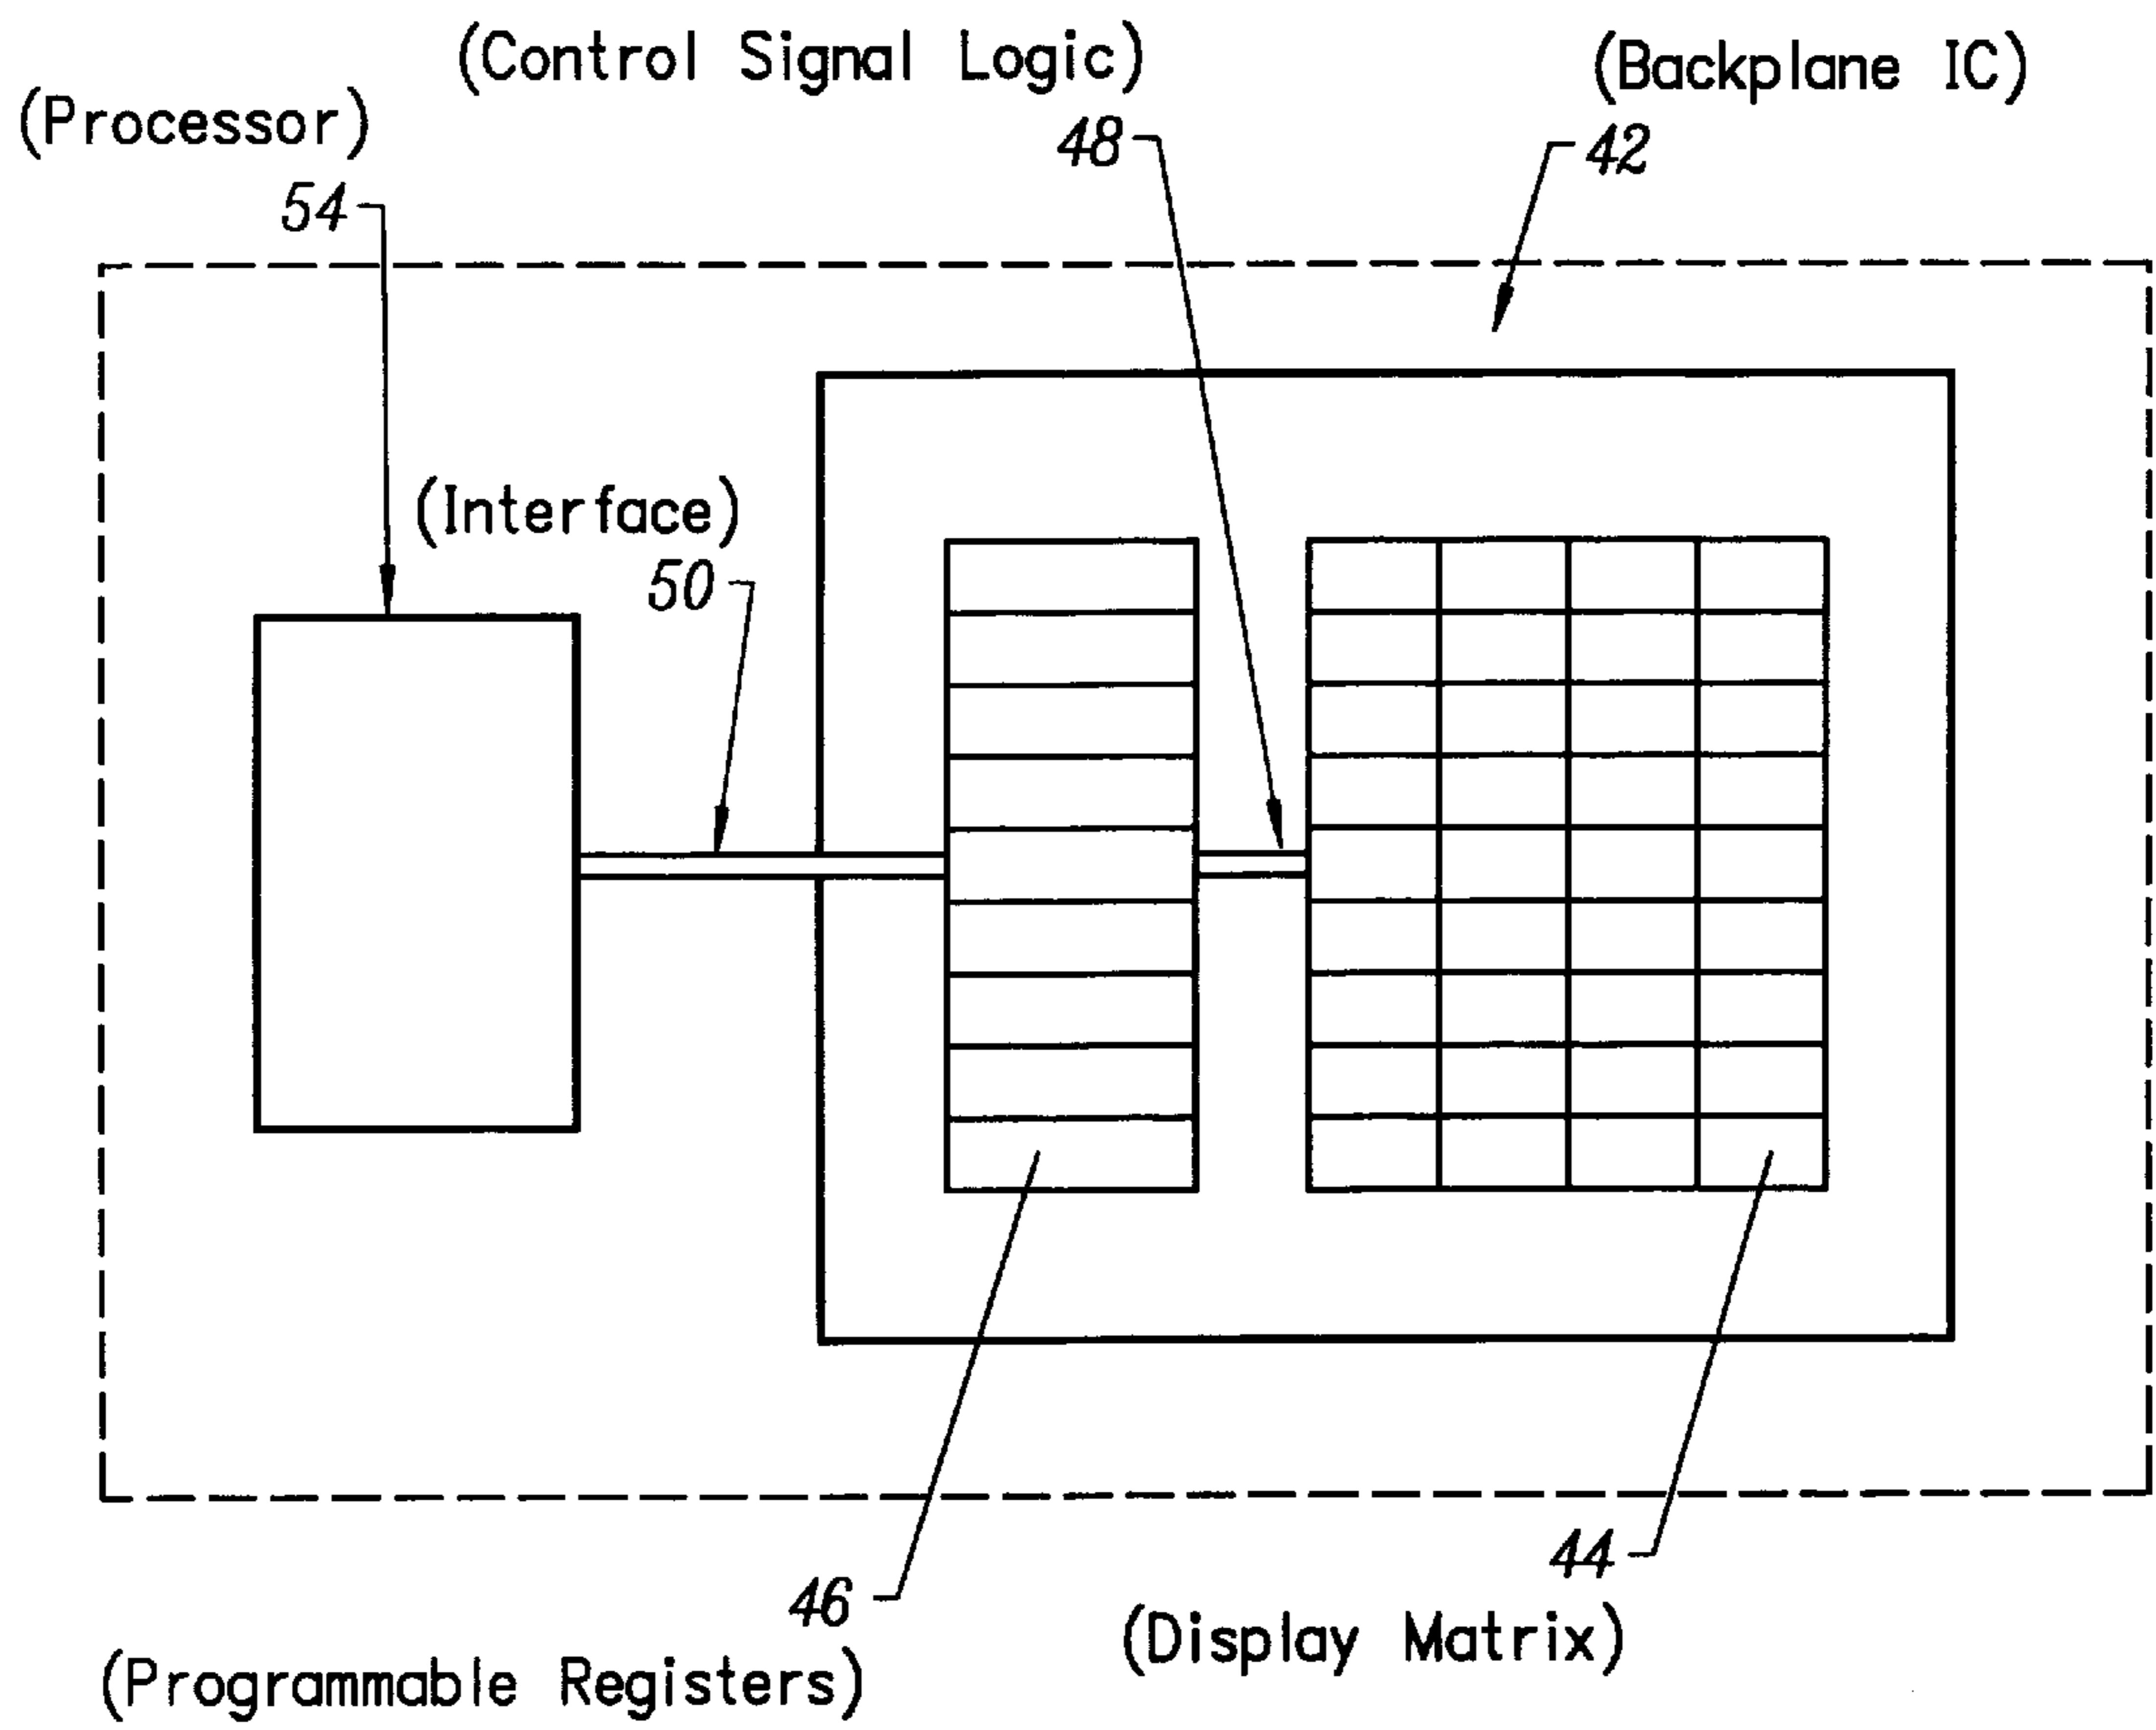 (Control Signal Logic)
(Backplane IC)
(Processor)
48
42
54
(Interface)
50
44
46
(Display Matrix)
(Programmable Registers)